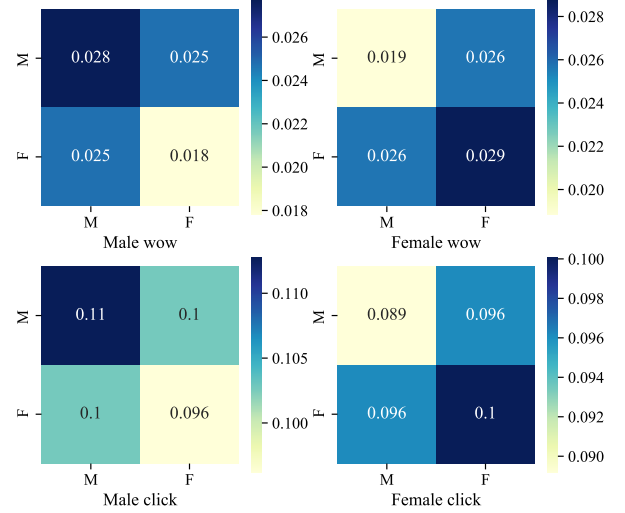 M
0.028
0.025
0.026
0.024
0.022
0.020
0.018
F
0.025
0.018
M
F
Male wow
M
0.019
0.026
0.028
0.026
0.024
0.022
0.020
F
0.026
0.029
M
F
Female wow
M
0.11
0.1
0.110
0.105
0.100
F
0.1
0.096
M
F
Male click
M
0.089
0.096
0.100
0.098
0.096
0.094
0.092
0.090
F
0.096
0.1
M
F
Female click